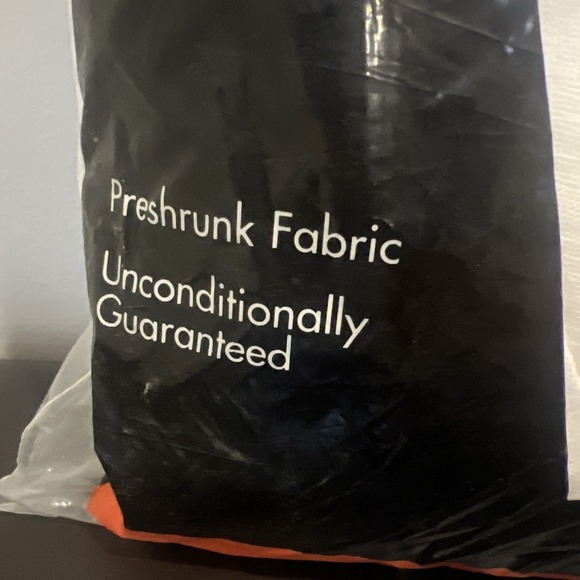 Preshrunk Fabric
Unconditionally
Guaranteed